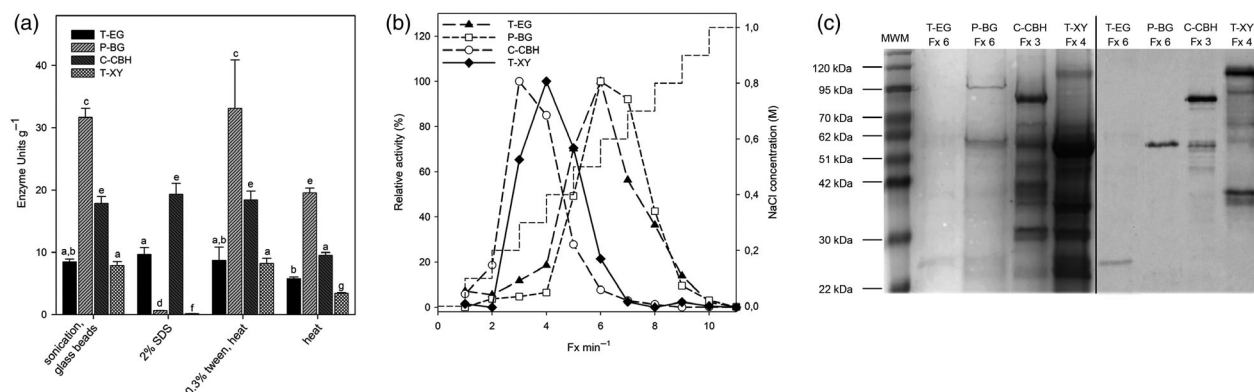 (a)
T-EG
P-BG
C-CBH
T-XY
Enzyme Units g⁻¹
40
30
20
10
0
a,b
c
e
a
a
d
e
f
a,b
c
e
a
b
e
a
g
sonication,
glass beads
2% SDS
0.3% tween, heat
heat
(b)
T-EG
P-BG
C-CBH
T-XY
Relative activity (%)
120
100
80
60
40
20
0
0
2
4
6
8
10
Fx min⁻¹
1,0
0,8
0,6
0,5
0,4
0,2
0,1
0,0
NaCl concentration (M)
(c)
MWM
T-EG
Fx 6
P-BG
Fx 6
C-CBH
Fx 3
T-XY
Fx 4
T-EG
Fx 6
P-BG
Fx 6
C-CBH
Fx 3
T-XY
Fx 4
120 kDa
95 kDa
70 kDa
62 kDa
51 kDa
42 kDa
30 kDa
22 kDa